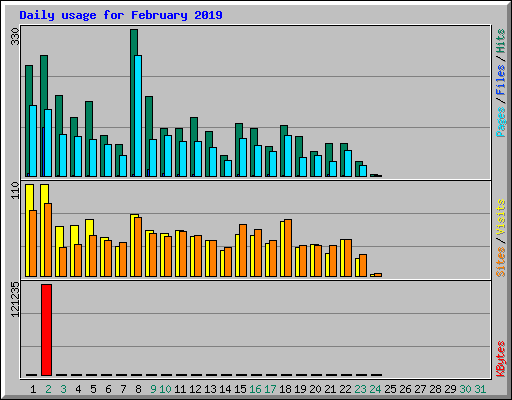 Daily usage for February 2019
330
Pages / Files / Hits
110
Sites / Visits
121235
KBytes
1 2 3 4 5 6 7 8 9 10 11 12 13 14 15 16 17 18 19 20 21 22 23 24 25 26 27 28 29 30 31